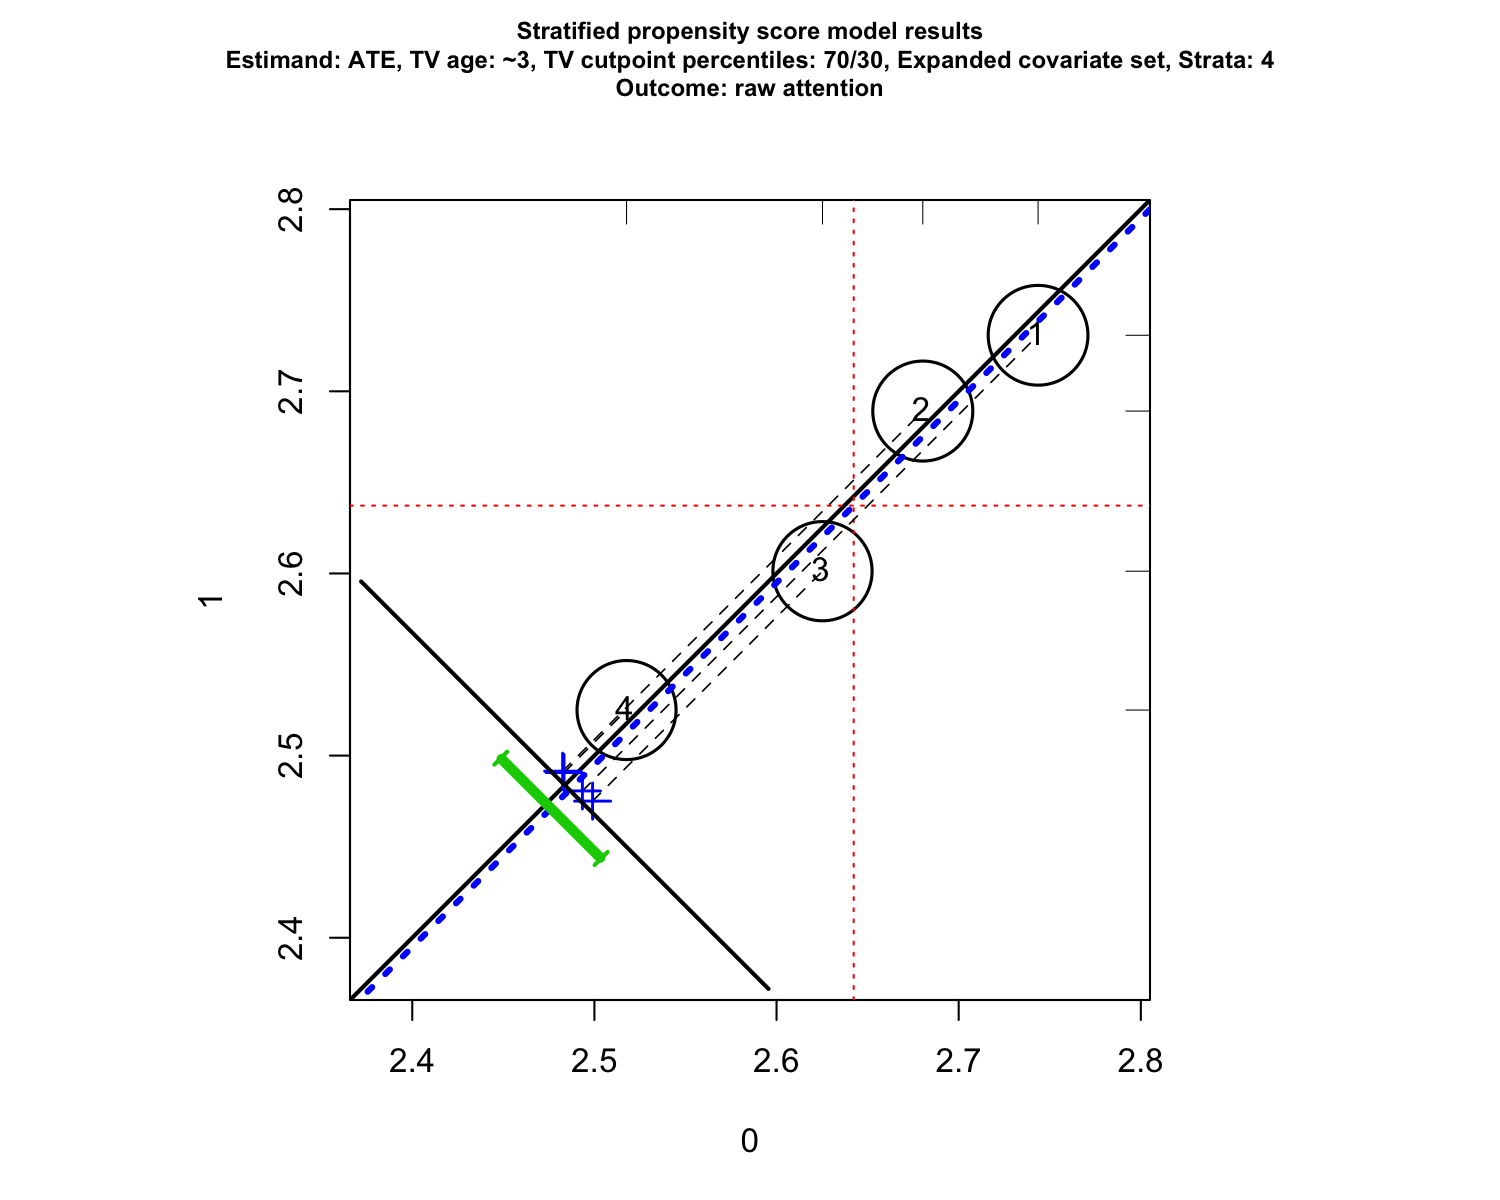 Stratified propensity score model results
Estimand: ATE, TV age: ~3, TV cutpoint percentiles: 70/30, Expanded covariate set, Strata: 4
Outcome: raw attention
2.8
2.7
2.6
2.5
2.4
1
1
2
3
4
2.4 2.5 2.6 2.7 2.8
0